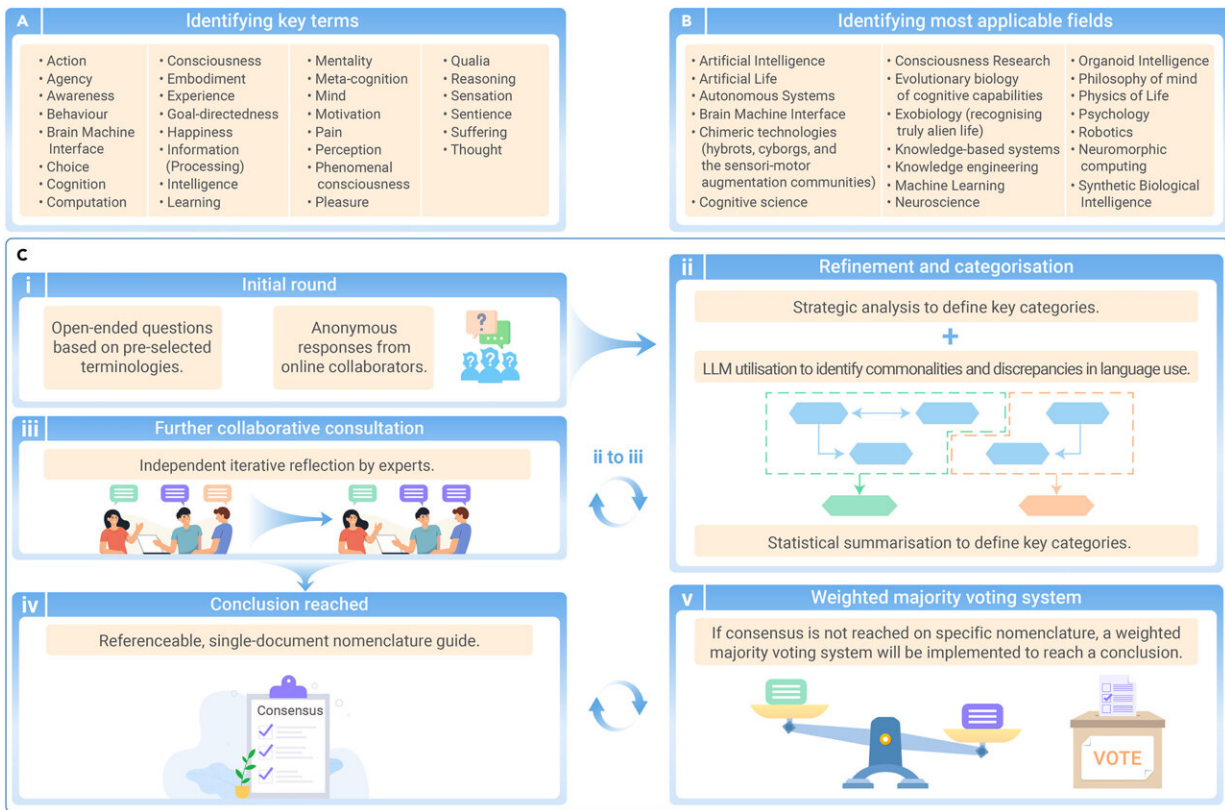 A
Identifying key terms
• Action
• Agency
• Awareness
• Behaviour
• Brain Machine
Interface
• Choice
• Cognition
• Computation
• Consciousness
• Embodiment
• Experience
• Goal-directedness
• Happiness
• Information
(Processing)
• Intelligence
• Learning
• Mentality
• Meta-cognition
• Mind
• Motivation
• Pain
• Perception
• Phenomenal
consciousness
• Pleasure
• Qualia
• Reasoning
• Sensation
• Sentience
• Suffering
• Thought
B
Identifying most applicable fields
• Artificial Intelligence
• Artificial Life
• Autonomous Systems
• Brain Machine Interface
• Chimeric technologies
(hybrots, cyborgs, and
the sensori-motor
augmentation communities)
• Cognitive science
• Consciousness Research
• Evolutionary biology
of cognitive capabilities
• Exobiology (recognising
truly alien life)
• Knowledge-based systems
• Knowledge engineering
• Machine Learning
• Neuroscience
• Organoid Intelligence
• Philosophy of mind
• Physics of Life
• Psychology
• Robotics
• Neuromorphic
computing
• Synthetic Biological
Intelligence
C
i
Initial round
Open-ended questions
based on pre-selected
terminologies.
Anonymous
responses from
online collaborators.
?
? ? ?
ii
Refinement and categorisation
Strategic analysis to define key categories.
+
LLM utilisation to identify commonalities and discrepancies in language use.
Statistical summarisation to define key categories.
iii
Further collaborative consultation
Independent iterative reflection by experts.
ii to iii
iv
Conclusion reached
Referenceable, single-document nomenclature guide.
Consensus
v
Weighted majority voting system
If consensus is not reached on specific nomenclature, a weighted
majority voting system will be implemented to reach a conclusion.
VOTE